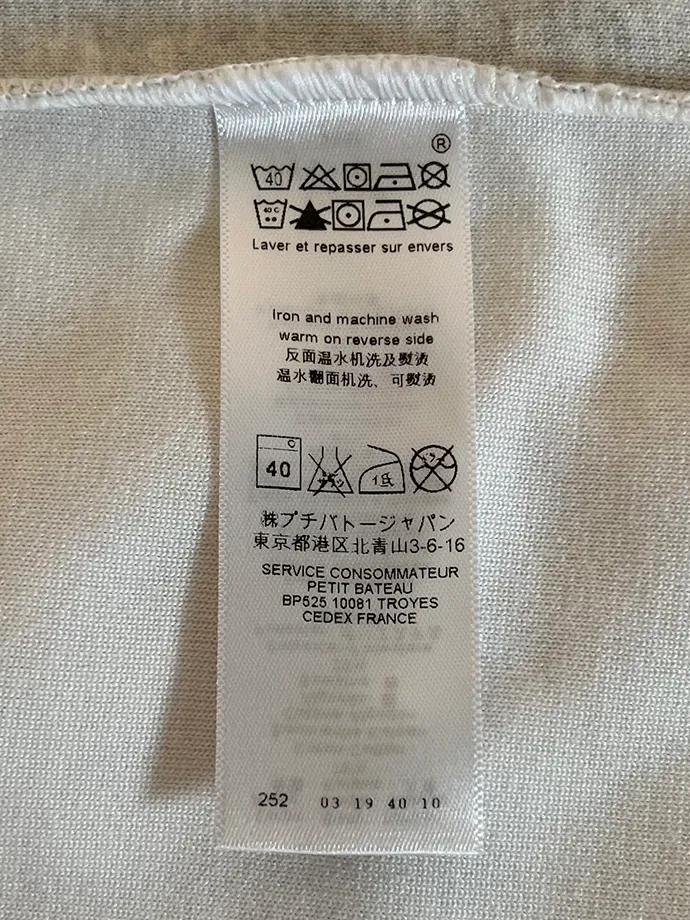 ®
40
40 C
Laver et repasser sur envers
Iron and machine wash
warm on reverse side
反面温水机洗及熨烫
温水翻面机洗、可熨烫
40 低
㈱プチバトージャパン
東京都港区北青山3-6-16
SERVICE CONSOMMATEUR
PETIT BATEAU
BP525 10081 TROYES
CEDEX FRANCE
252 03 19 40 10